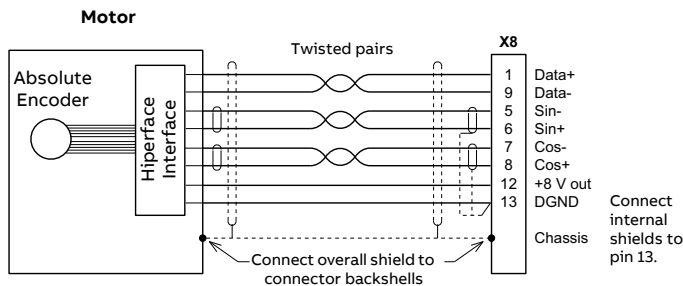 Motor
X8
Twisted pairs
Absolute
Encoder
Hiperface
Interface
1 Data+
9 Data-
5 Sin-
6 Sin+
7 Cos-
8 Cos+
12 +8 V out
13 DGND
Chassis
Connect
internal
shields to
pin 13.
Connect overall shield to
connector backshells